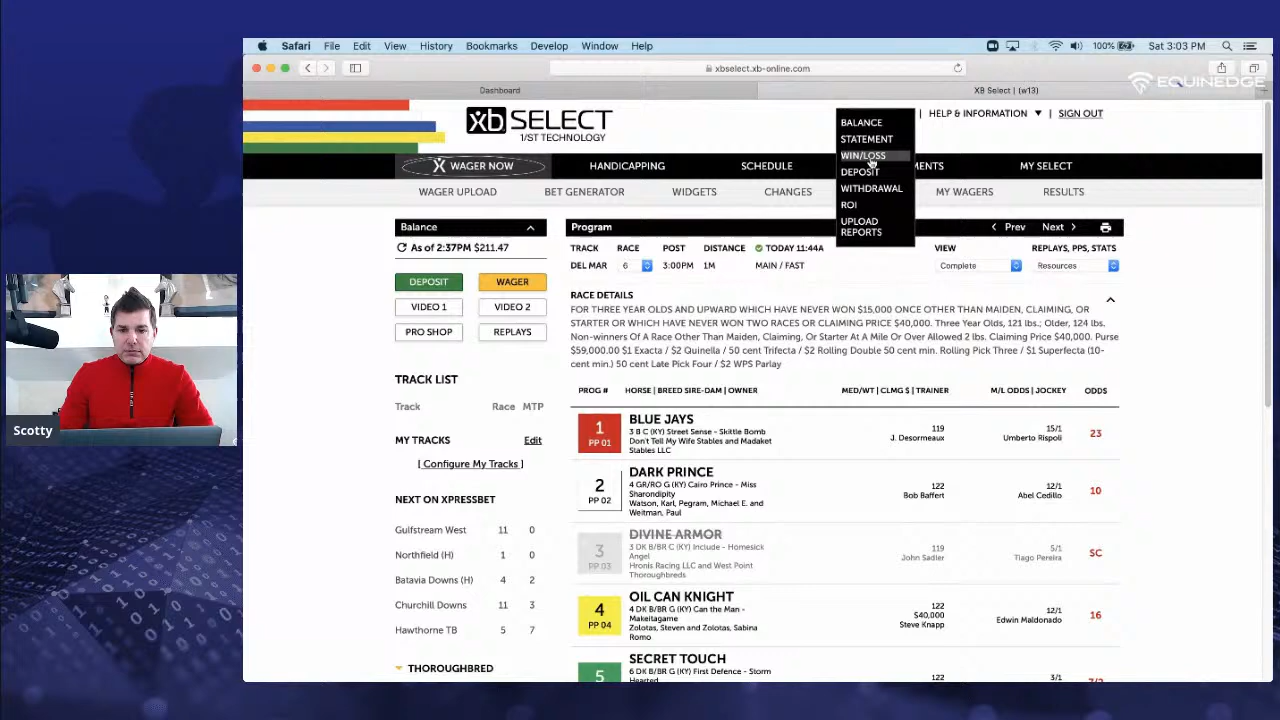 Safari File Edit View History Bookmarks Develop Window Help
100% Sat 3:03 PM
xbselect.xb-online.com
EQUINEDGE
Dashboard
XB Select | (w13)
xb SELECT
1/ST TECHNOLOGY
HELP & INFORMATION ▼ | SIGN OUT
BALANCE
STATEMENT
WIN/LOSS
DEPOSIT
WITHDRAWAL
ROI
UPLOAD
REPORTS
X WAGER NOW HANDICAPPING SCHEDULE MENTS MY SELECT
WAGER UPLOAD BET GENERATOR WIDGETS CHANGES MY WAGERS RESULTS
Balance
As of 2:37PM $211.47
DEPOSIT WAGER
VIDEO 1 VIDEO 2
PRO SHOP REPLAYS
TRACK LIST
Track Race MTP
MY TRACKS Edit
[ Configure My Tracks ]
NEXT ON XPRESSBET
Gulfstream West 11 0
Northfield (H) 1 0
Batavia Downs (H) 4 2
Churchill Downs 11 3
Hawthorne TB 5 7
THOROUGHBRED
Program Prev Next
TRACK RACE POST DISTANCE TODAY 11:44A VIEW REPLAYS, PPS, STATS
DEL MAR 6 3:00PM 1M MAIN / FAST Complete Resources
RACE DETAILS
FOR THREE YEAR OLDS AND UPWARD WHICH HAVE NEVER WON $15,000 ONCE OTHER THAN MAIDEN, CLAIMING, OR
STARTER OR WHICH HAVE NEVER WON TWO RACES OR CLAIMING PRICE $40,000. Three Year Olds, 121 lbs.; Older, 124 lbs.
Non-winners Of A Race Other Than Maiden, Claiming, Or Starter At A Mile Or Over Allowed 2 lbs. Claiming Price $40,000. Purse
$59,000.00 $1 Exacta / $2 Quinella / 50 cent Trifecta / $2 Rolling Double 50 cent min. Rolling Pick Three / $1 Superfecta (10-
cent min.) 50 cent Late Pick Four / $2 WPS Parlay
PROG # HORSE | BREED SIRE-DAM | OWNER MED/WT | CLMG $ | TRAINER M/L ODDS | JOCKEY ODDS
1
PP 01
BLUE JAYS
3 B C (KY) Street Sense - Skittle Bomb
Don't Tell My Wife Stables and Madaket
Stables LLC
119
J. Desormeaux
15/1
Umberto Rispoli
23
2
PP 02
DARK PRINCE
4 GR/RO G (KY) Cairo Prince - Miss
Sharondipity
Watson, Karl, Pegram, Michael E. and
Weitman, Paul
122
Bob Baffert
12/1
Abel Cedillo
10
3
PP 03
DIVINE ARMOR
3 DK B/BR C (KY) Include - Homesick
Angel
Hronis Racing LLC and West Point
Thoroughbreds
119
John Sadler
5/1
Tiago Pereira
SC
4
PP 04
OIL CAN KNIGHT
4 DK B/BR G (KY) Can the Man -
Makeitagame
Zolotas, Steven and Zolotas, Sabina
Romo
122
$40,000
Steve Knapp
12/1
Edwin Maldonado
16
5
SECRET TOUCH
6 DK B/BR G (KY) First Defence - Storm
122
3/1
Scotty